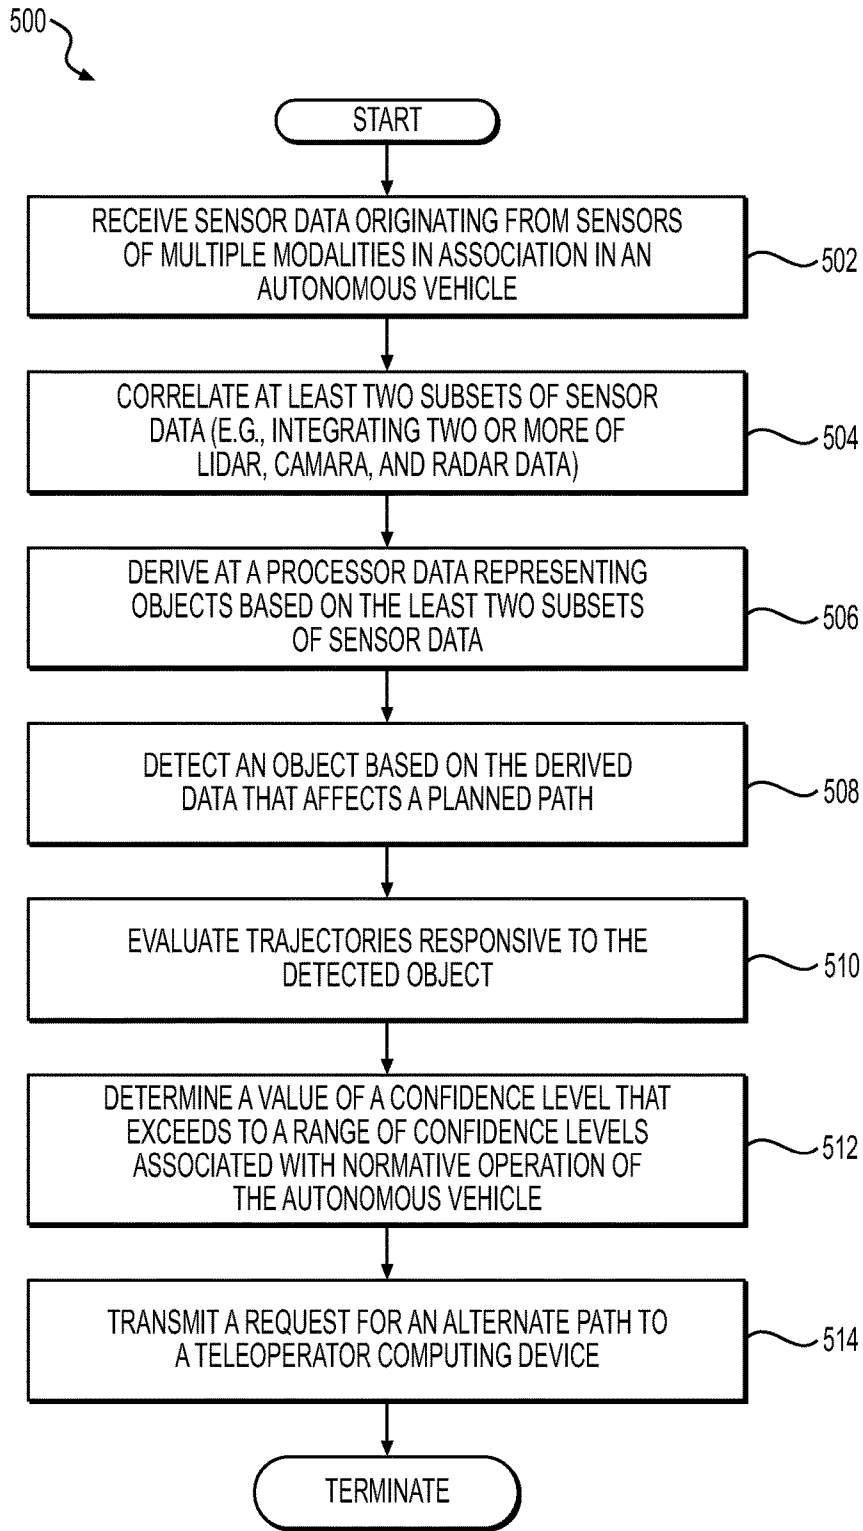 500
START
RECEIVE SENSOR DATA ORIGINATING FROM SENSORS
OF MULTIPLE MODALITIES IN ASSOCIATION IN AN
AUTONOMOUS VEHICLE
502
CORRELATE AT LEAST TWO SUBSETS OF SENSOR
DATA (E.G., INTEGRATING TWO OR MORE OF
LIDAR, CAMARA, AND RADAR DATA)
504
DERIVE AT A PROCESSOR DATA REPRESENTING
OBJECTS BASED ON THE LEAST TWO SUBSETS
OF SENSOR DATA
506
DETECT AN OBJECT BASED ON THE DERIVED
DATA THAT AFFECTS A PLANNED PATH
508
EVALUATE TRAJECTORIES RESPONSIVE TO THE
DETECTED OBJECT
510
DETERMINE A VALUE OF A CONFIDENCE LEVEL THAT
EXCEEDS TO A RANGE OF CONFIDENCE LEVELS
ASSOCIATED WITH NORMATIVE OPERATION OF
THE AUTONOMOUS VEHICLE
512
TRANSMIT A REQUEST FOR AN ALTERNATE PATH TO
A TELEOPERATOR COMPUTING DEVICE
514
TERMINATE